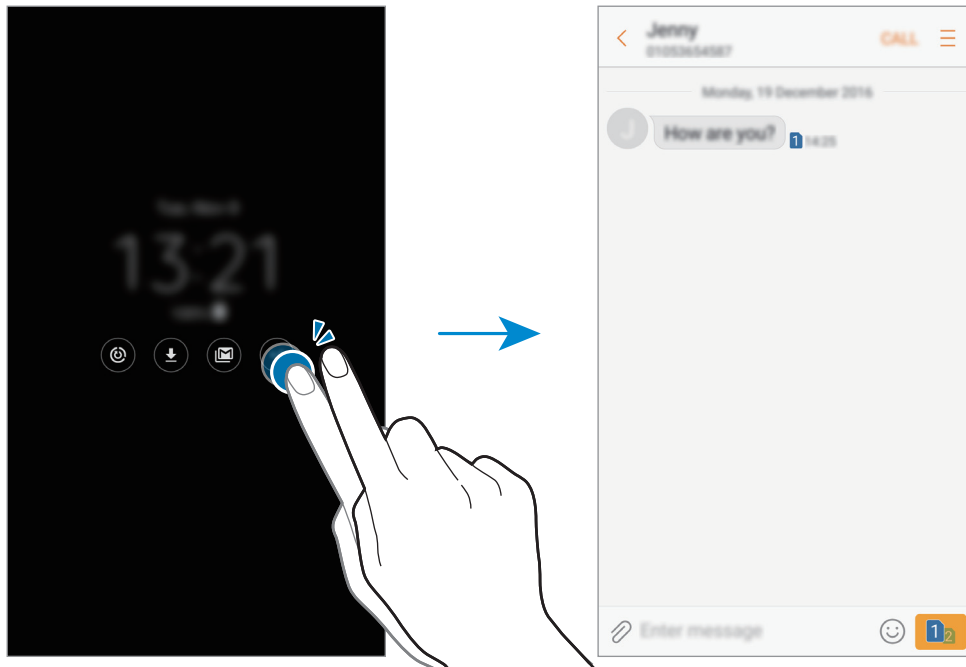 13:21
Jenny
01053654587
CALL
Monday, 19 December 2016
J
How are you?
1 14:25
Enter message
1 2